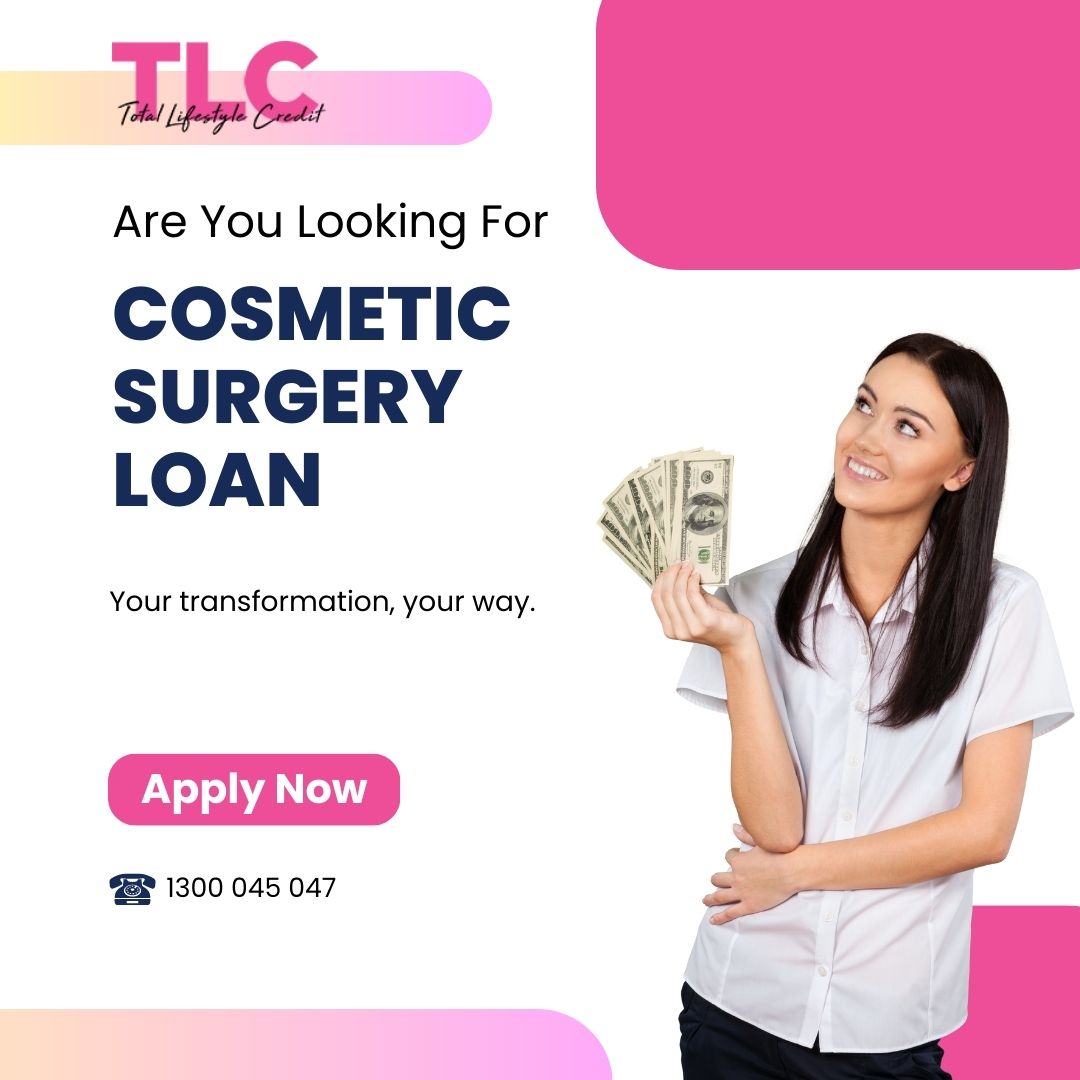 TLC
Total Lifestyle Credit
Are You Looking For
COSMETIC
SURGERY
LOAN
Your transformation, your way.
Apply Now
1300 045 047